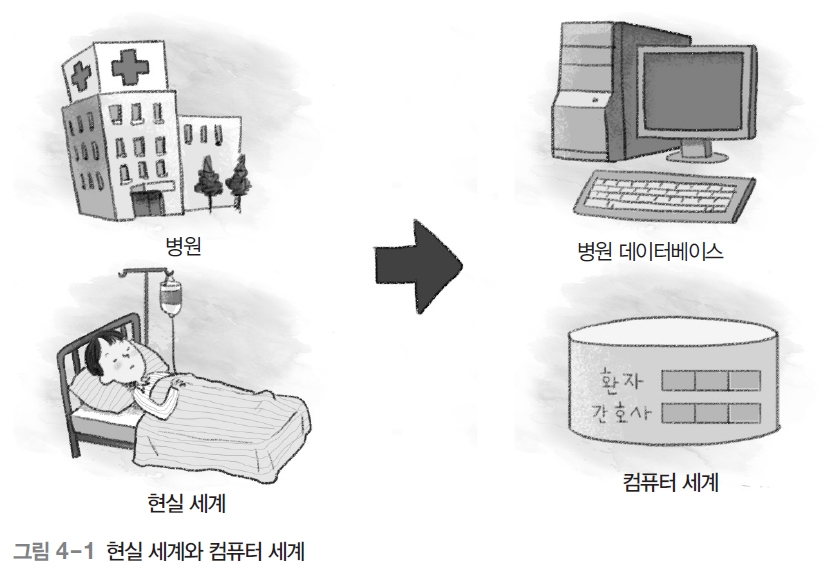 병원
병원 데이터베이스
환자
간호사
현실 세계
컴퓨터 세계
그림 4-1 현실 세계와 컴퓨터 세계